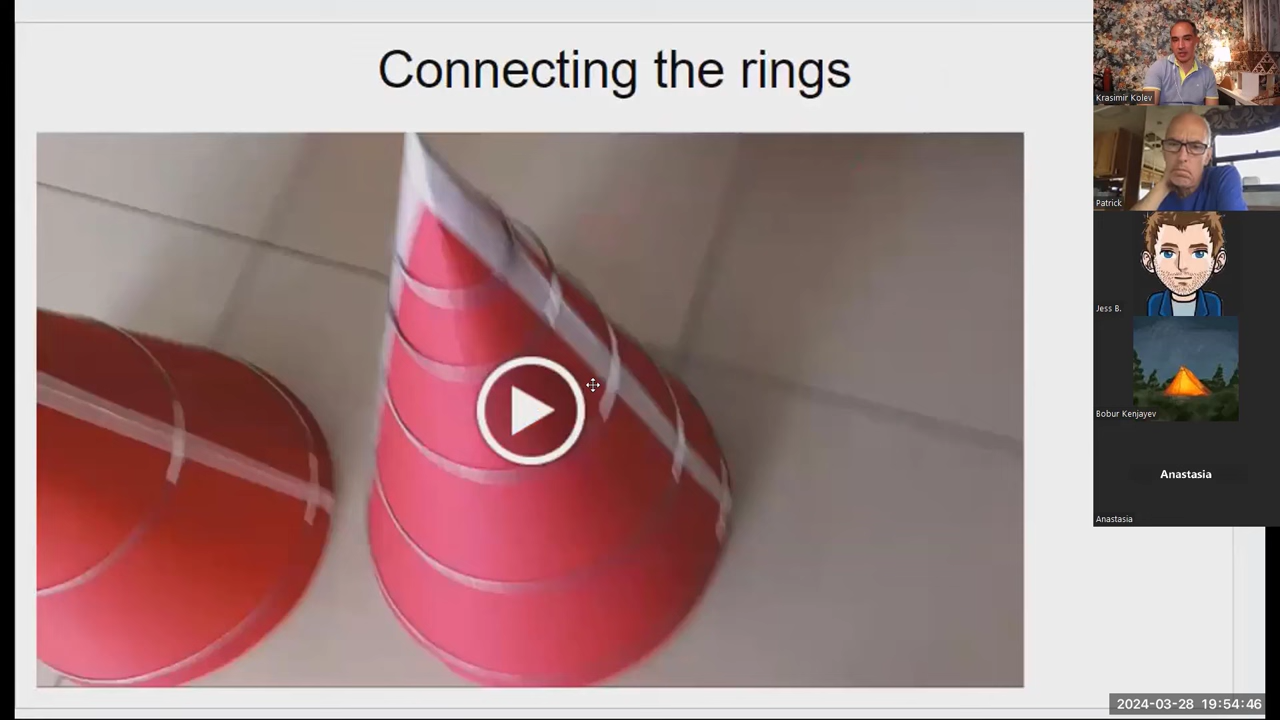 Connecting the rings
Krasimir Kolev
Patrick
Jess B.
Bobur Kenjayev
Anastasia
Anastasia
2024-03-28 19:54:46